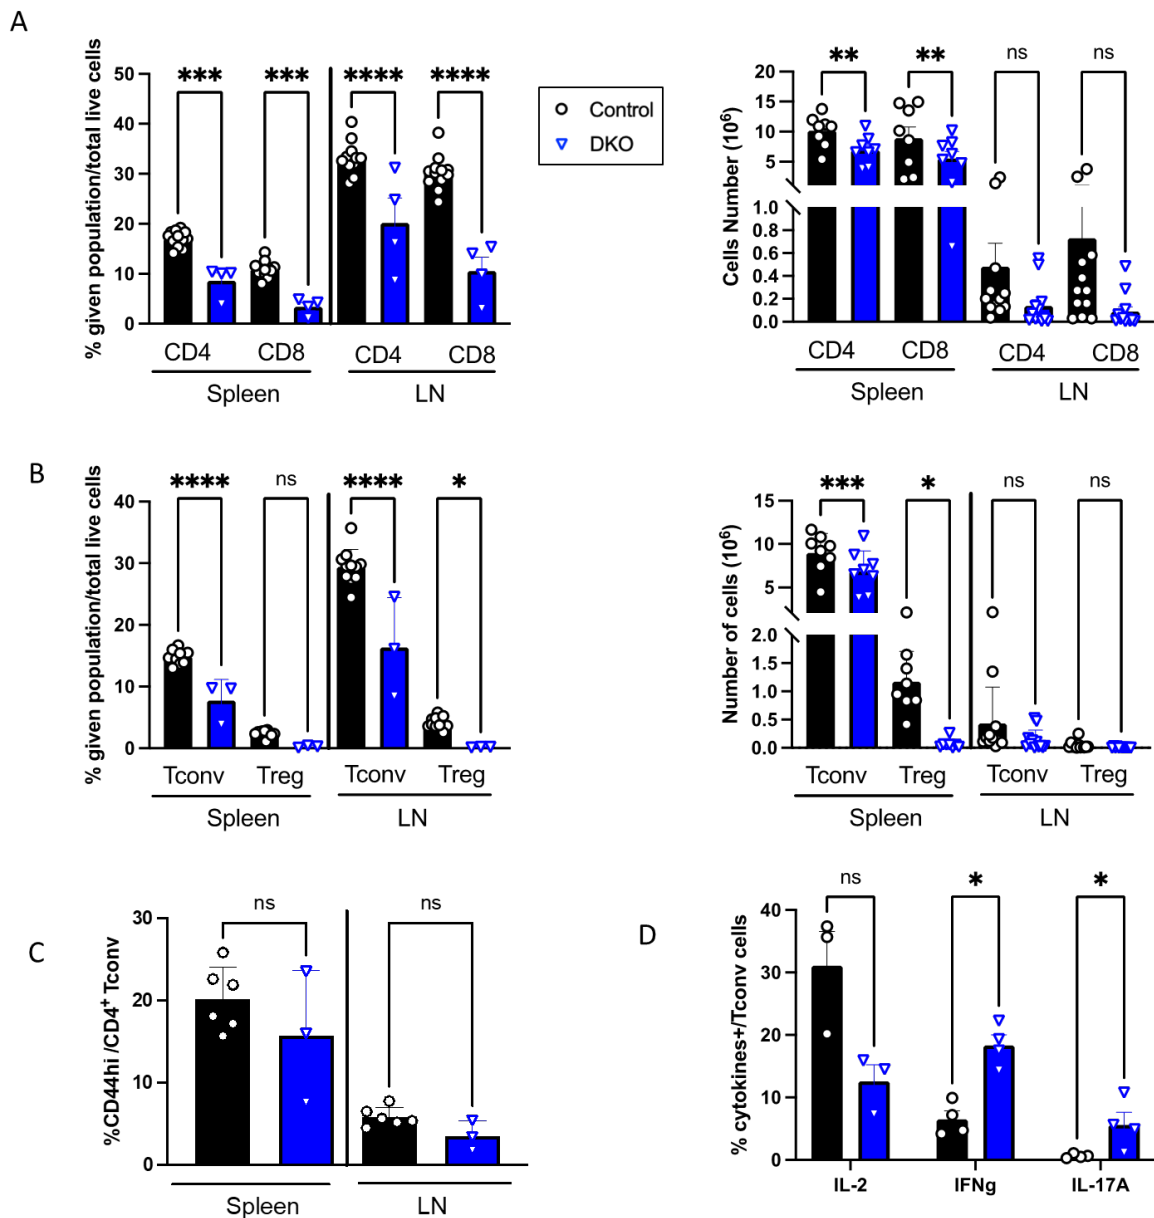 A
% given population/total live cells
50
40
30
20
10
0
*** *** **** ****
CD4 CD8 CD4 CD8
Spleen LN
Control
DKO
Cells Number (10⁶)
20
15
10
5
1.0
0.8
0.6
0.4
0.2
0.0
** ** ns ns
CD4 CD8 CD4 CD8
Spleen LN
B
% given population/total live cells
40
30
20
10
0
**** ns **** *
Tconv Treg Tconv Treg
Spleen LN
Number of cells (10⁶)
15
10
5
2.0
1.5
1.0
0.5
0.0
*** * ns ns
Tconv Treg Tconv Treg
Spleen LN
C
%CD44hi /CD4⁺ Tconv
30
20
10
0
ns ns
Spleen LN
D
% cytokines+/Tconv cells
40
30
20
10
0
ns * *
IL-2 IFNg IL-17A